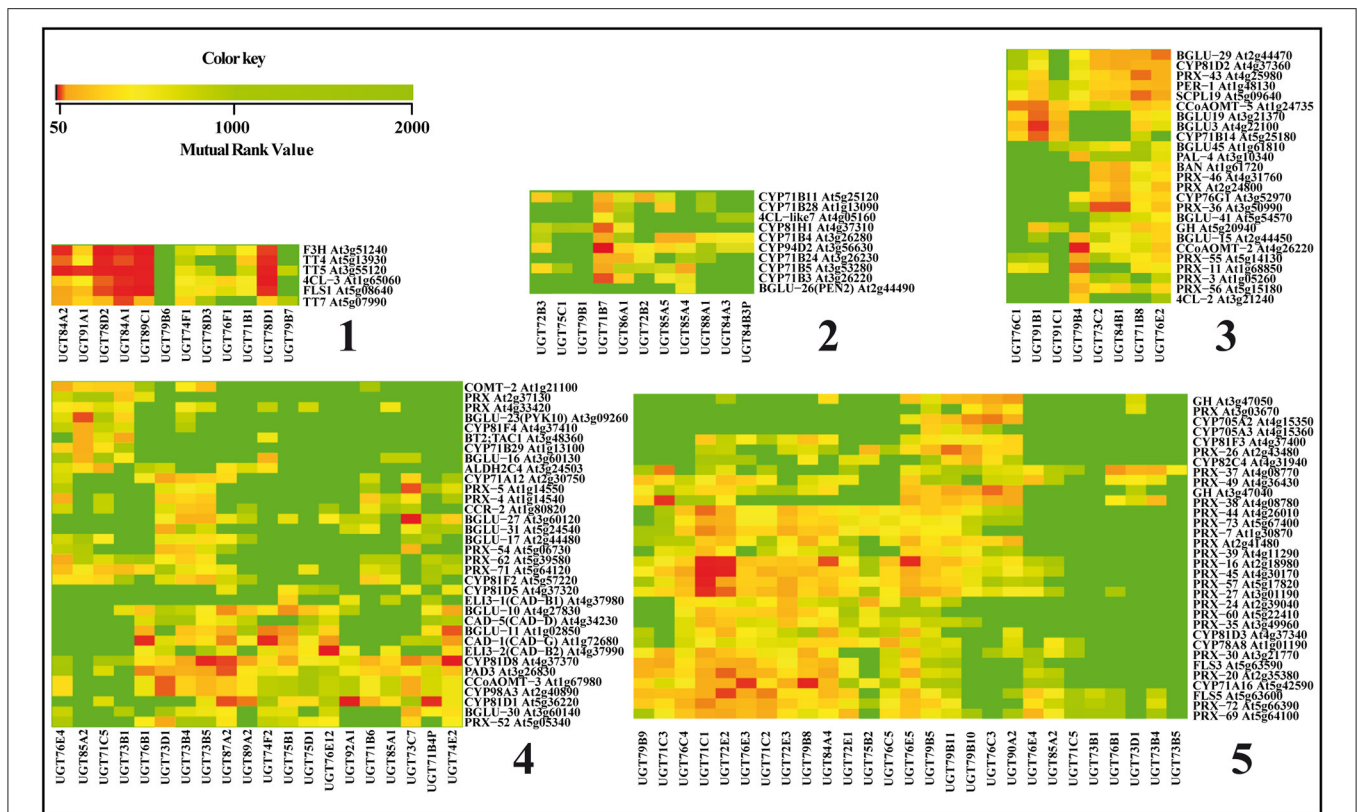 Color key
50 1000 2000
Mutual Rank Value
F3H At3g51240
TT4 At5g13930
TT5 At3g55120
4CL-3 At1g65060
FLS1 At5g08640
TT7 At5g07990
UGT84A2
UGT91A1
UGT78D2
UGT84A1
UGT89C1
UGT79B6
UGT74F1
UGT78D3
UGT76F1
UGT71B1
UGT78D1
UGT79B7
1
CYP71B11 At5g25120
CYP71B28 At1g13090
4CL-like7 At4g05160
CYP81H1 At4g37310
CYP71B4 At3g26280
CYP94D2 At3g56630
CYP71B24 At3g26230
CYP71B5 At3g53280
CYP71B3 At3g26220
BGLU-26(PEN2) At2g44490
UGT72B3
UGT75C1
UGT79B1
UGT71B7
UGT86A1
UGT72B2
UGT85A5
UGT85A4
UGT88A1
UGT84A3
UGT84B3P
2
BGLU-29 At2g44470
CYP81D2 At4g37360
PRX-43 At4g25980
PER-1 At1g48130
SCPL19 At5g09640
CCoAOMT-5 At1g24735
BGLU19 At3g21370
BGLU3 At4g22100
CYP71B14 At5g25180
BGLU45 At1g61810
PAL-4 At3g10340
BAN At1g61720
PRX-46 At4g31760
PRX At2g24800
CYP76G1 At3g52970
PRX-36 At3g50990
BGLU-41 At5g54570
GH At5g20940
BGLU-15 At2g44450
CCoAOMT-2 At4g26220
PRX-55 At5g14130
PRX-11 At1g68850
PRX-3 At1g05260
PRX-56 At5g15180
4CL-2 At3g21240
UGT76C1
UGT91B1
UGT91C1
UGT79B4
UGT73C2
UGT84B1
UGT71B8
UGT76E2
3
COMT-2 At1g21100
PRX At2g37130
PRX At4g33420
BGLU-23(PYK10) At3g09260
CYP81F4 At4g37410
BT2;TAC1 At3g48360
CYP71B29 At1g13100
BGLU-16 At3g60130
ALDH2C4 At3g24503
CYP71A12 At2g30750
PRX-5 At1g14550
PRX-4 At1g14540
CCR-2 At1g80820
BGLU-27 At3g60120
BGLU-31 At5g24540
BGLU-17 At2g44480
PRX-54 At5g06730
PRX-62 At5g39580
PRX-71 At5g64120
CYP81F2 At5g57220
CYP81D5 At4g37320
ELI3-1(CAD-B1) At4g37980
BGLU-10 At4g27830
CAD-5(CAD-D) At4g34230
BGLU-11 At1g02850
CAD-1(CAD-G) At1g72680
ELI3-2(CAD-B2) At4g37990
CYP81D8 At4g37370
PAD3 At3g26830
CCoAOMT-3 At1g67980
CYP98A3 At2g40890
CYP81D1 At5g36220
BGLU-30 At3g60140
PRX-52 At5g05340
UGT76E4
UGT85A2
UGT71C5
UGT73B1
UGT76B1
UGT73D1
UGT73B4
UGT73B5
UGT87A2
UGT89A2
UGT74F2
UGT75B1
UGT75D1
UGT76E12
UGT92A1
UGT71B6
UGT85A1
UGT73C7
UGT71B4P
UGT74E2
4
GH At3g47050
PRX At3g03670
CYP705A2 At4g15350
CYP705A3 At4g15360
CYP81F3 At4g37400
PRX-26 At2g43480
CYP82C4 At4g31940
PRX-37 At4g08770
PRX-49 At4g36430
GH At3g47040
PRX-38 At4g08780
PRX-44 At4g26010
PRX-73 At5g67400
PRX-7 At1g30870
PRX At2g41480
PRX-39 At4g11290
PRX-16 At2g18980
PRX-45 At4g30170
PRX-57 At5g17820
PRX-27 At3g01190
PRX-24 At2g39040
PRX-60 At5g22410
PRX-35 At3g49960
CYP81D3 At4g37340
CYP78A8 At1g01190
PRX-30 At3g21770
FLS3 At5g63590
PRX-20 At2g35380
CYP71A16 At5g42590
FLS5 At5g63600
PRX-72 At5g66390
PRX-69 At5g64100
UGT79B9
UGT71C3
UGT76C4
UGT71C1
UGT72E2
UGT76E3
UGT71C2
UGT72E3
UGT79B8
UGT84A4
UGT72E1
UGT75B2
UGT76C5
UGT76E5
UGT79B5
UGT79B11
UGT79B10
UGT76C3
UGT90A2
UGT76E4
UGT85A2
UGT71C5
UGT73B1
UGT76B1
UGT73D1
UGT73B4
UGT73B5
5